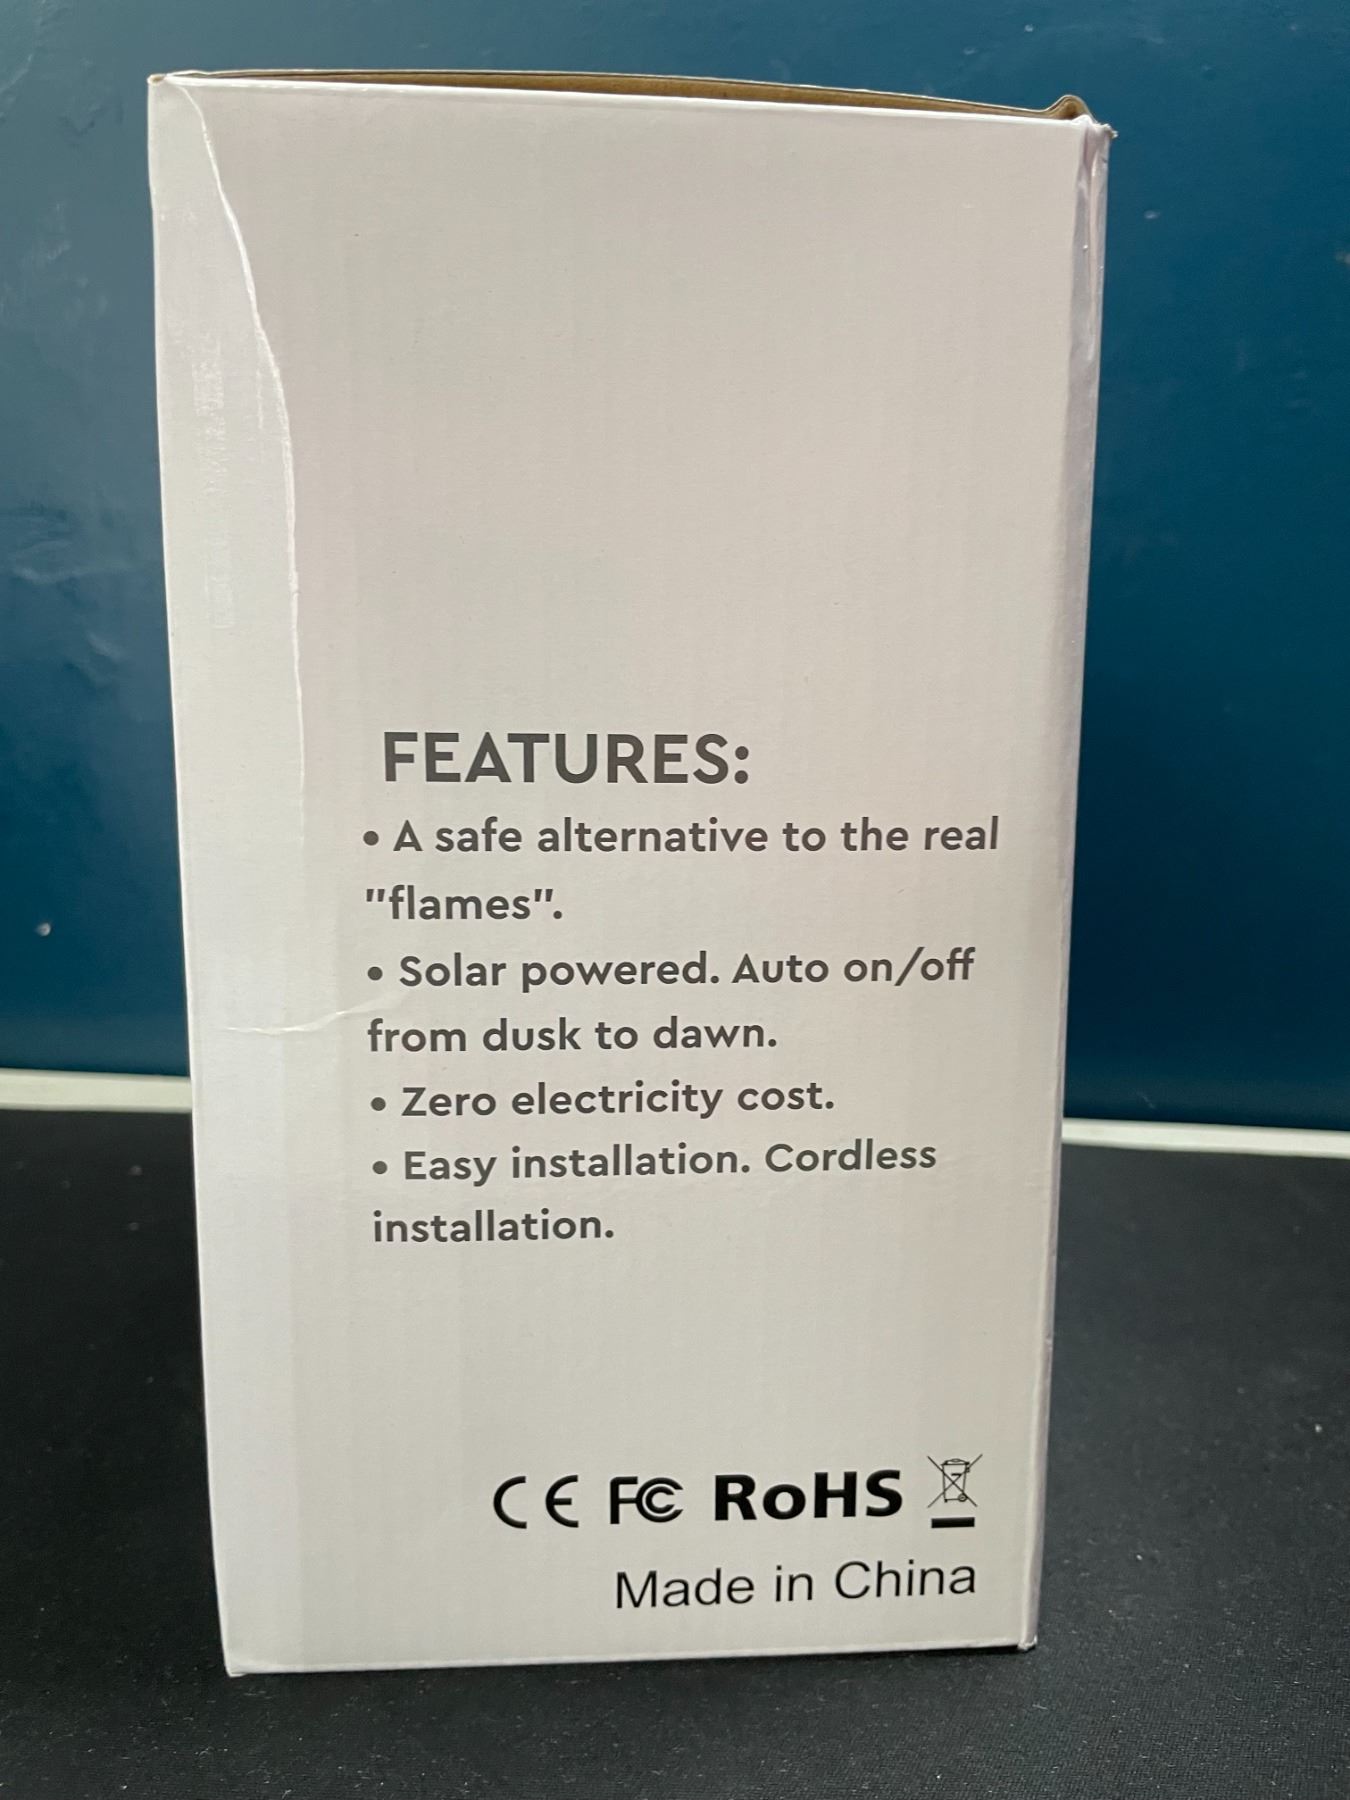 FEATURES:
• A safe alternative to the real
"flames".
• Solar powered. Auto on/off
from dusk to dawn.
• Zero electricity cost.
• Easy installation. Cordless
installation.
CE FC RoHS
Made in China